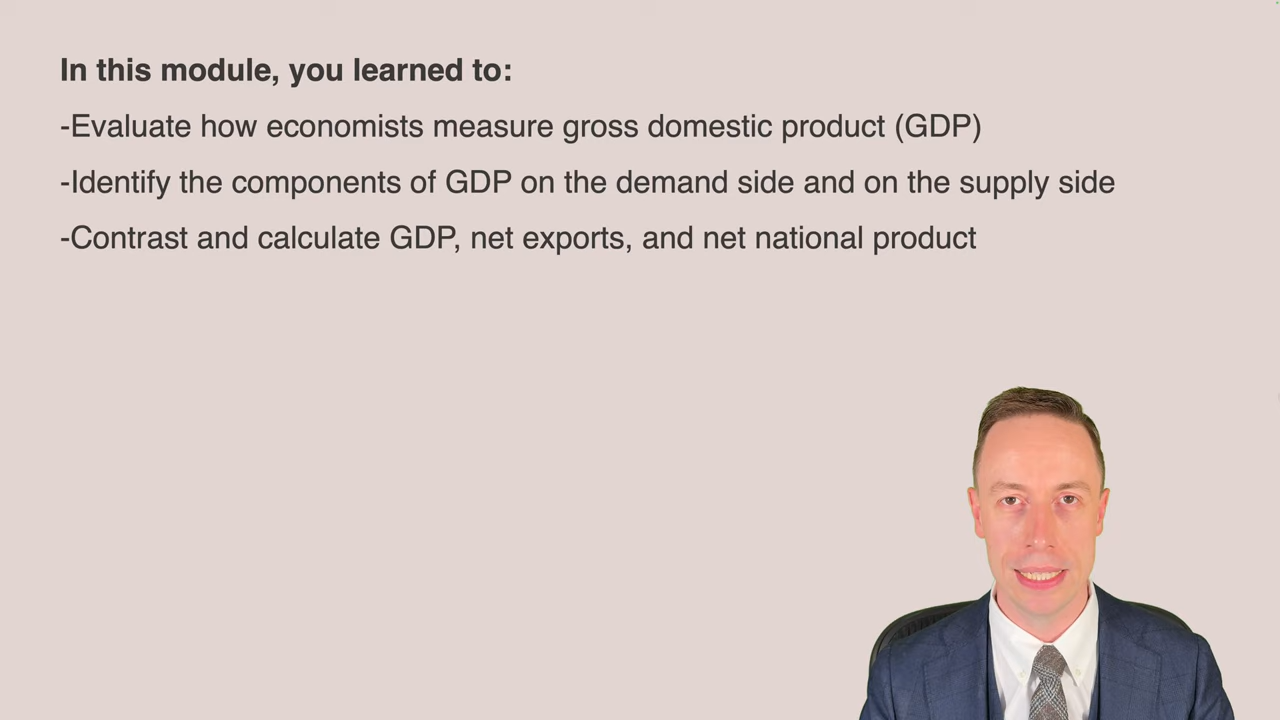 In this module, you learned to:
-Evaluate how economists measure gross domestic product (GDP)
-Identify the components of GDP on the demand side and on the supply side
-Contrast and calculate GDP, net exports, and net national product